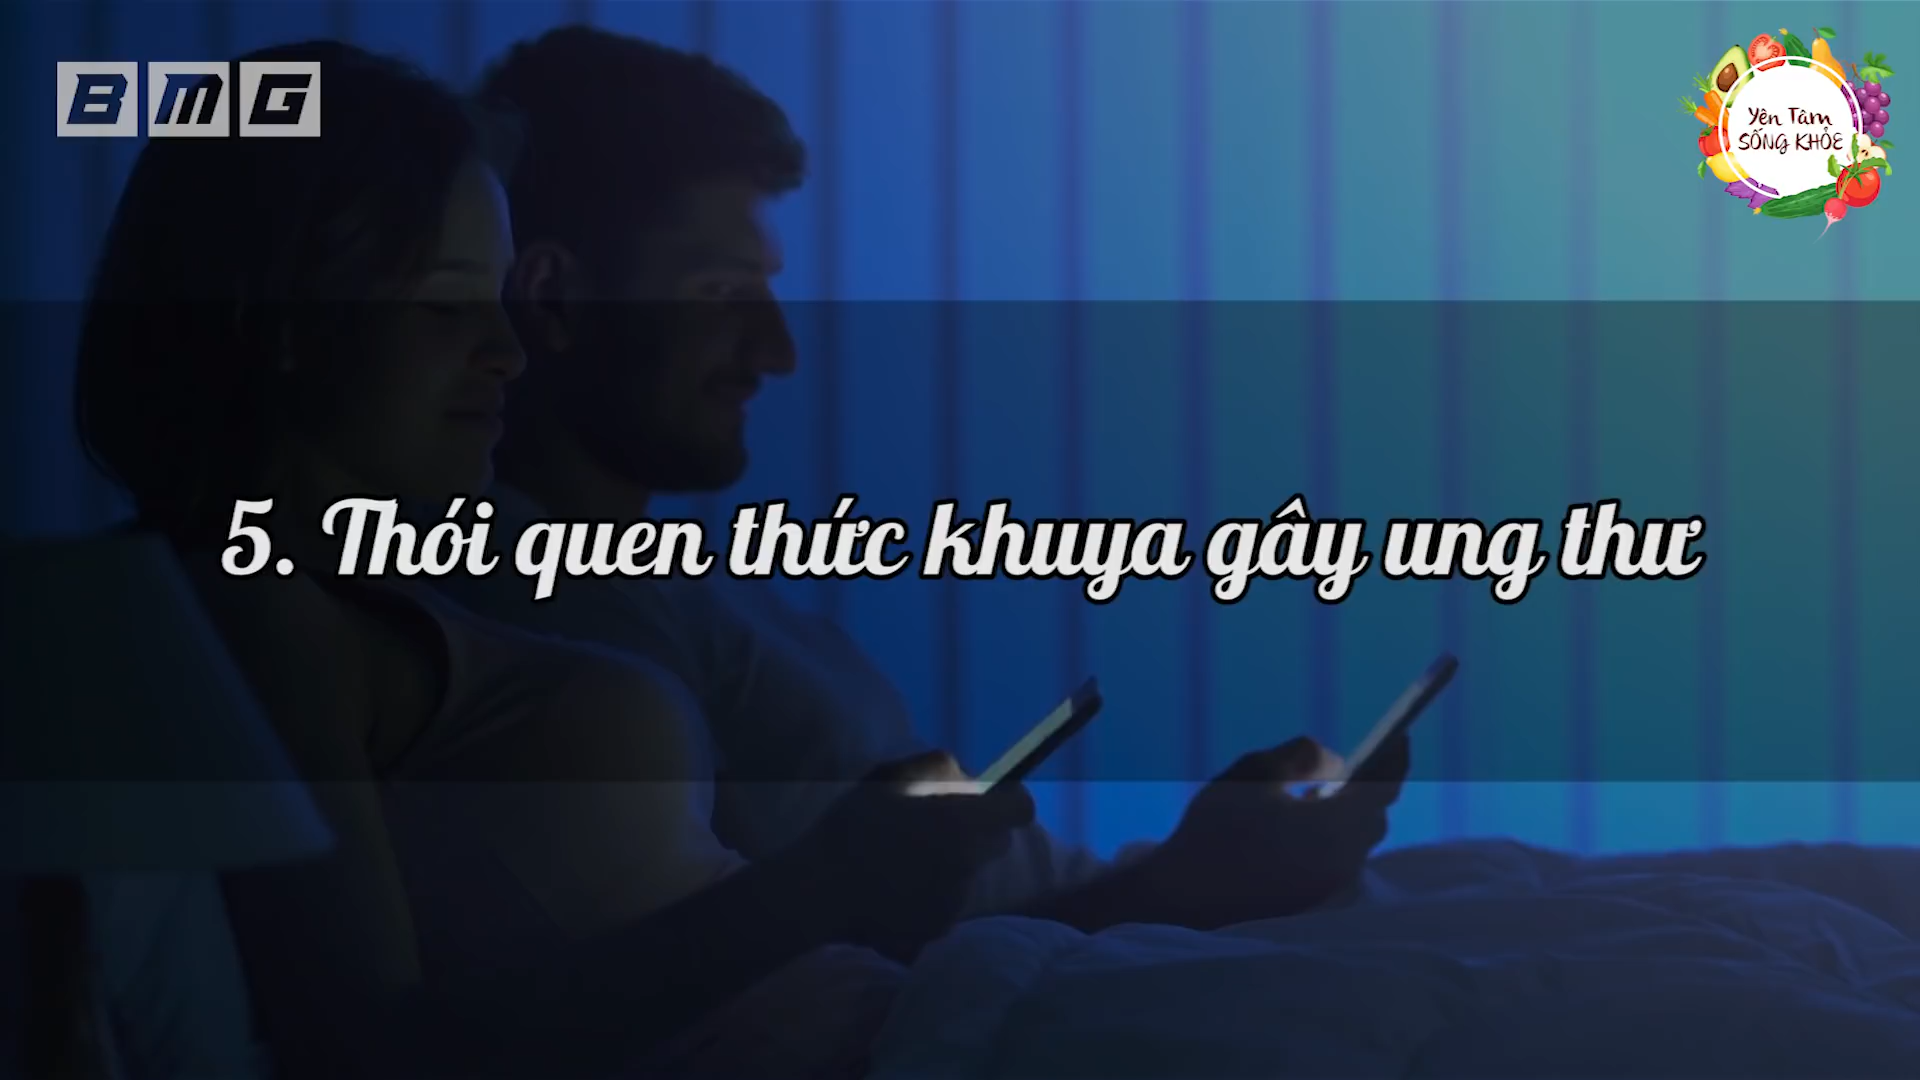 BMG
Yên Tâm
SỐNG KHỎE
5. Thói quen thức khuya gây ung thư